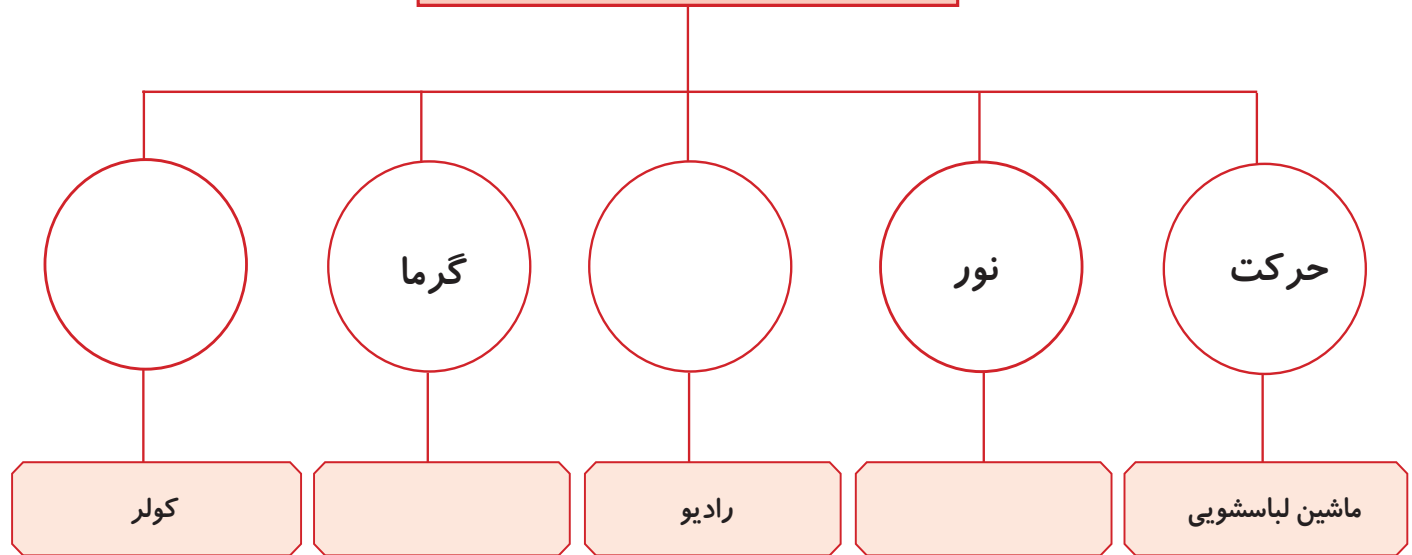 حرکت
نور
گرما
ماشین لباسشویی
رادیو
کولر